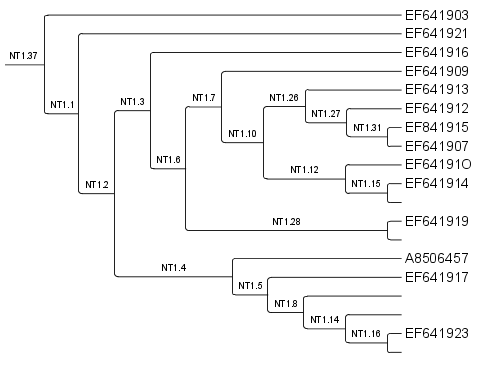 EF641903
EF641921
NT1.37
EF641916
EF641909
EF641913
NT1.7
NT1.26
NT1.3
NT1.1
EF641912
NT1.27
EF841915
NT1.31
NT1.10
EF641907
NT1.6
EF64191O
NT1.12
EF641914
NT1.15
NT1.2
EF641919
NT1.28
A8506457
NT1.4
EF641917
NT1.5
NT1.8
NT1.14
EF641923
NT1.16